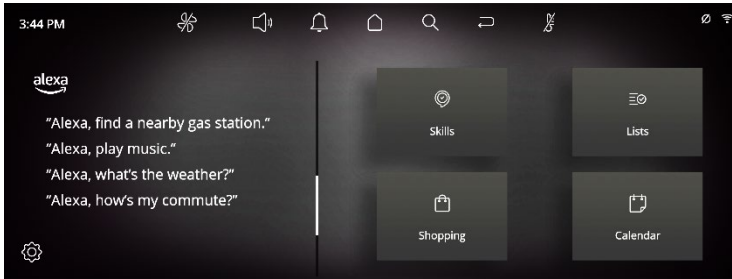 3:44 PM
alexa
“Alexa, find a nearby gas station.”
“Alexa, play music.“
“Alexa, what's the weather?”
“Alexa, how's my commute?”
Skills
Lists
Shopping
Calendar